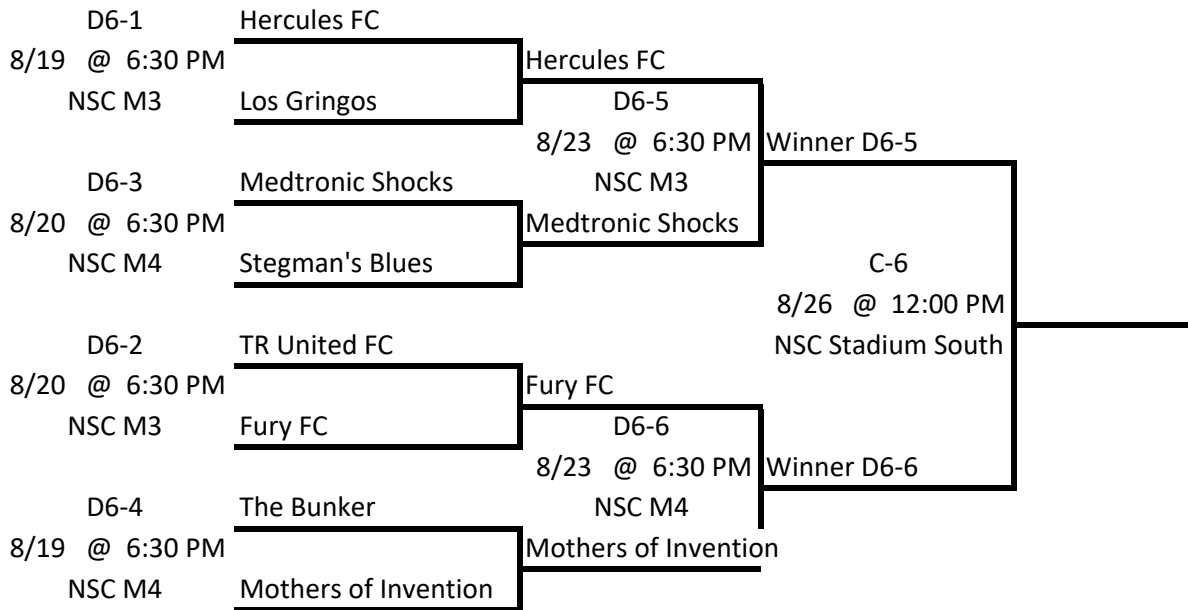 D6-1 Hercules FC
8/19 @ 6:30 PM Hercules FC
NSC M3 Los Gringos D6-5
8/23 @ 6:30 PM Winner D6-5
D6-3 Medtronic Shocks NSC M3
8/20 @ 6:30 PM Medtronic Shocks
NSC M4 Stegman's Blues C-6
8/26 @ 12:00 PM
D6-2 TR United FC NSC Stadium South
8/20 @ 6:30 PM Fury FC
NSC M3 Fury FC D6-6
8/23 @ 6:30 PM Winner D6-6
D6-4 The Bunker NSC M4
8/19 @ 6:30 PM Mothers of Invention
NSC M4 Mothers of Invention